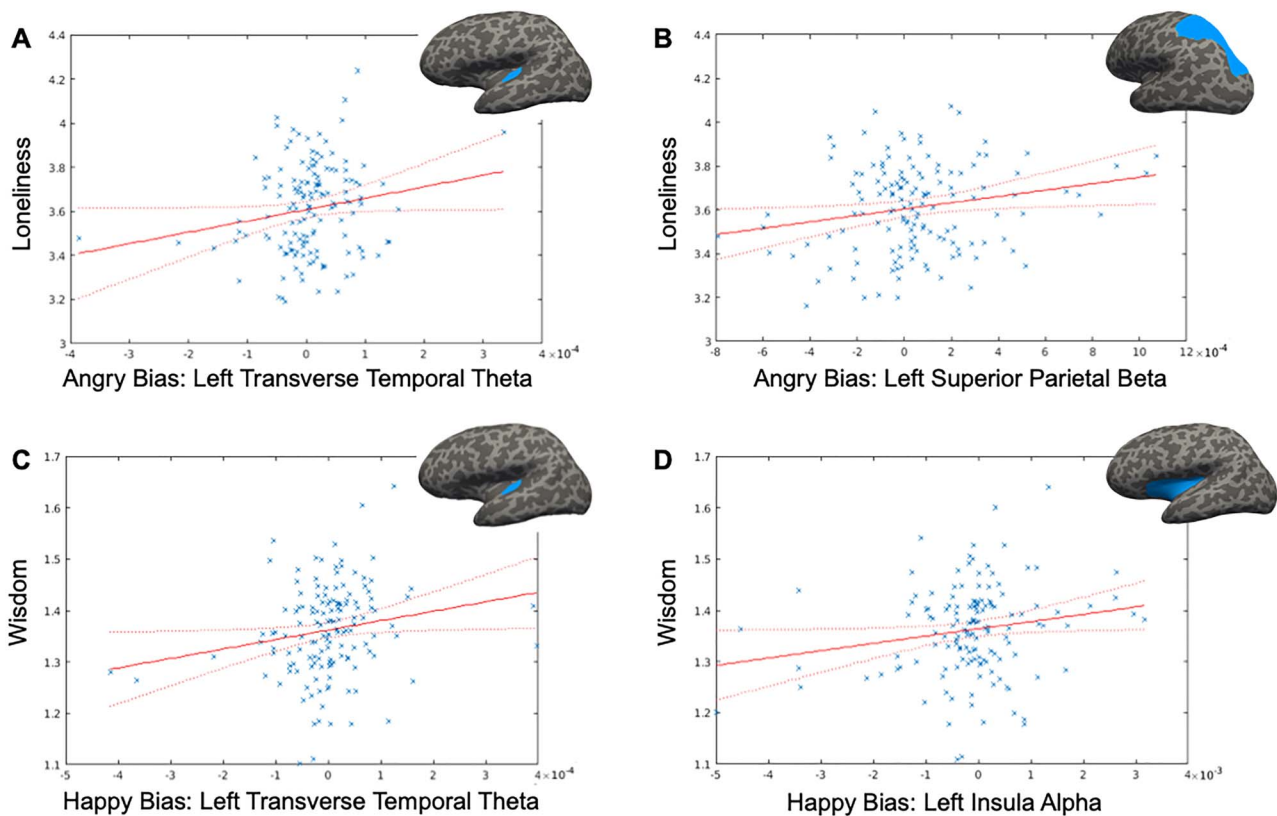 A
Loneliness
4.4
4.2
4
3.8
3.6
3.4
3.2
3
-4 -3 -2 -1 0 1 2 3 4 ×10⁻⁴
Angry Bias: Left Transverse Temporal Theta
B
Loneliness
4.4
4.2
4
3.8
3.6
3.4
3.2
3
-8 -6 -4 -2 0 2 4 6 8 10 12 ×10⁻⁴
Angry Bias: Left Superior Parietal Beta
C
Wisdom
1.7
1.6
1.5
1.4
1.3
1.2
1.1
-5 -4 -3 -2 -1 0 1 2 3 4 ×10⁻⁴
Happy Bias: Left Transverse Temporal Theta
D
Wisdom
1.7
1.6
1.5
1.4
1.3
1.2
1.1
-5 -4 -3 -2 -1 0 1 2 3 4 ×10⁻³
Happy Bias: Left Insula Alpha